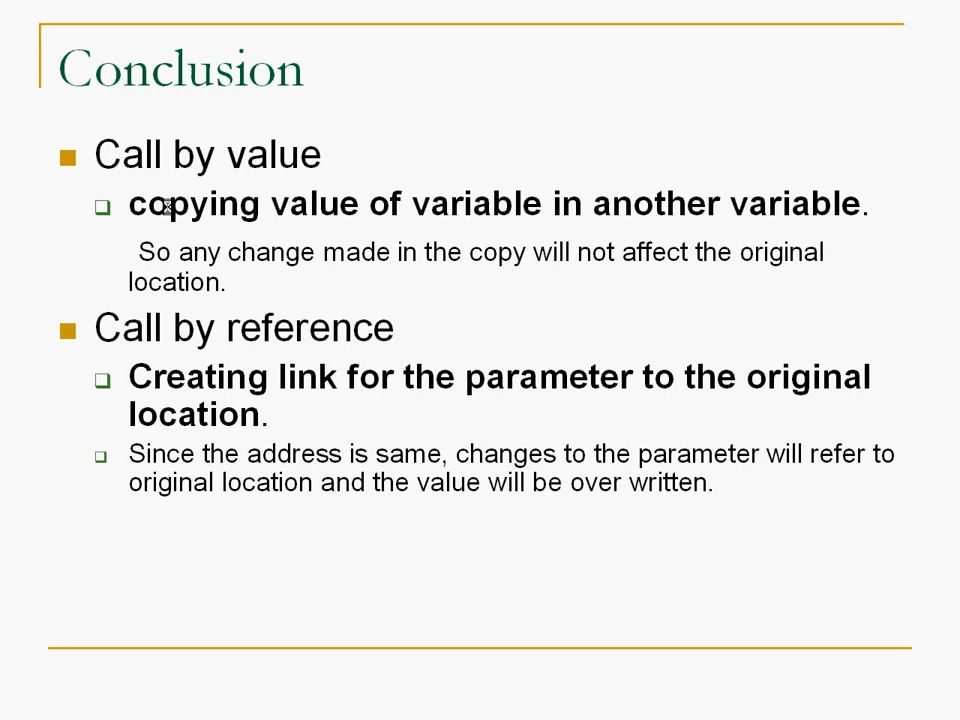 Conclusion
Call by value
copying value of variable in another variable.
So any change made in the copy will not affect the original
location.
Call by reference
Creating link for the parameter to the original
location.
Since the address is same, changes to the parameter will refer to
original location and the value will be over written.